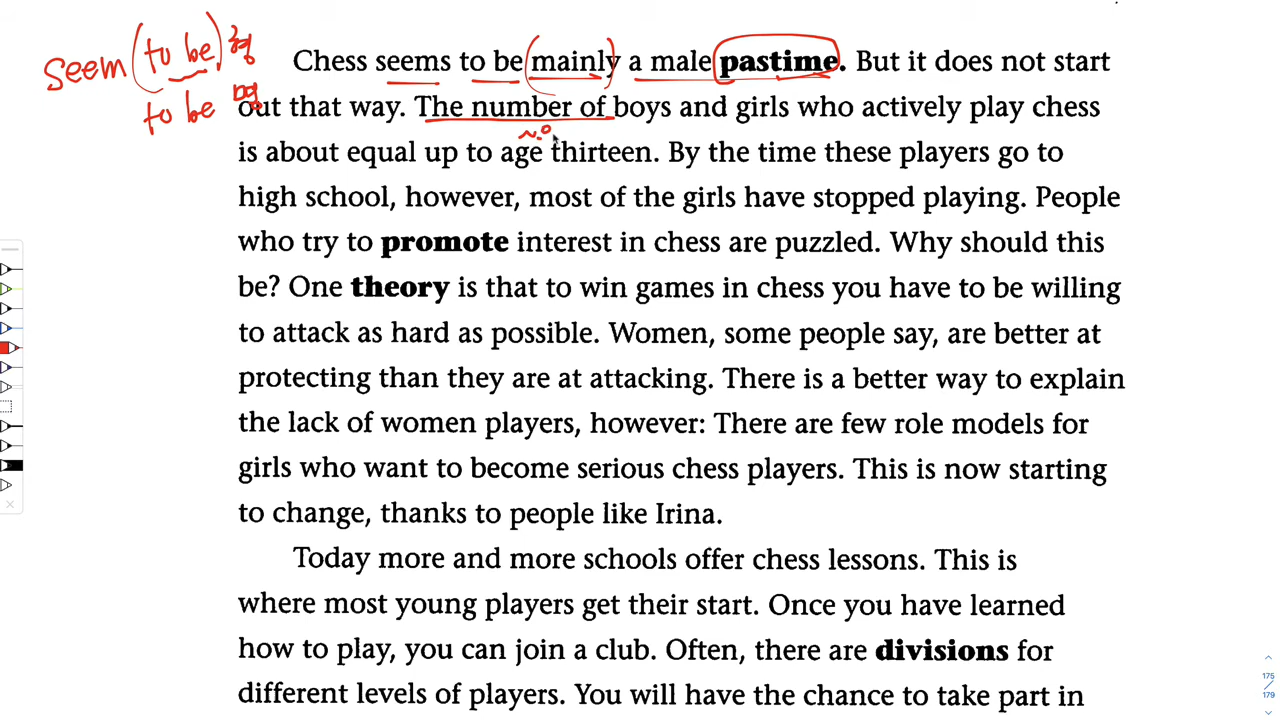 seem (to be) 형
to be 명
Chess seems to be (mainly) a male pastime. But it does not start
out that way. The number of boys and girls who actively play chess
is about equal up to age thirteen. By the time these players go to
high school, however, most of the girls have stopped playing. People
who try to promote interest in chess are puzzled. Why should this
be? One theory is that to win games in chess you have to be willing
to attack as hard as possible. Women, some people say, are better at
protecting than they are at attacking. There is a better way to explain
the lack of women players, however: There are few role models for
girls who want to become serious chess players. This is now starting
to change, thanks to people like Irina.
Today more and more schools offer chess lessons. This is
where most young players get their start. Once you have learned
how to play, you can join a club. Often, there are divisions for
different levels of players. You will have the chance to take part in
175
179